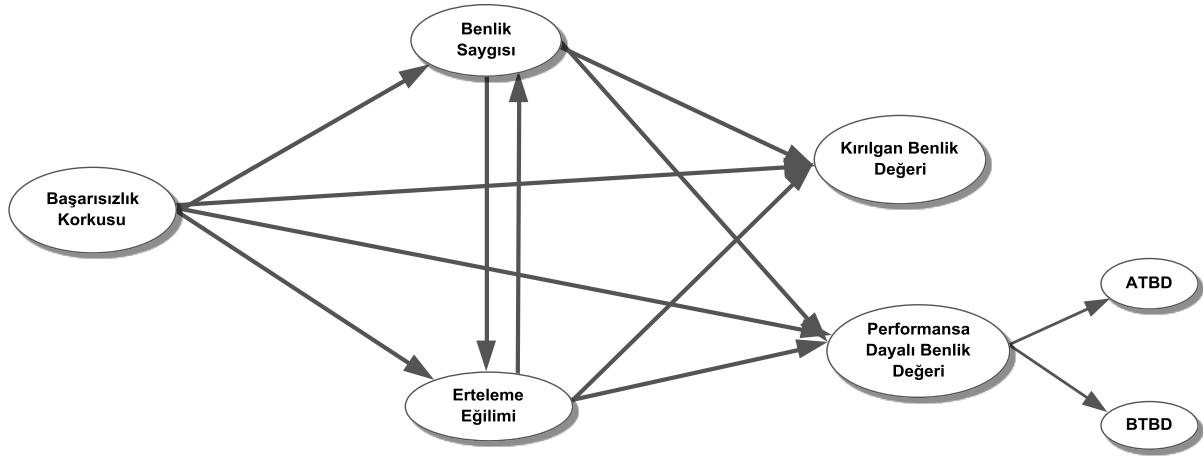 Benlik
Saygısı
Kırılgan Benlik
Değeri
Başarısızlık
Korkusu
ATBD
Performansa
Dayalı Benlik
Değeri
Erteleme
Eğilimi
BTBD